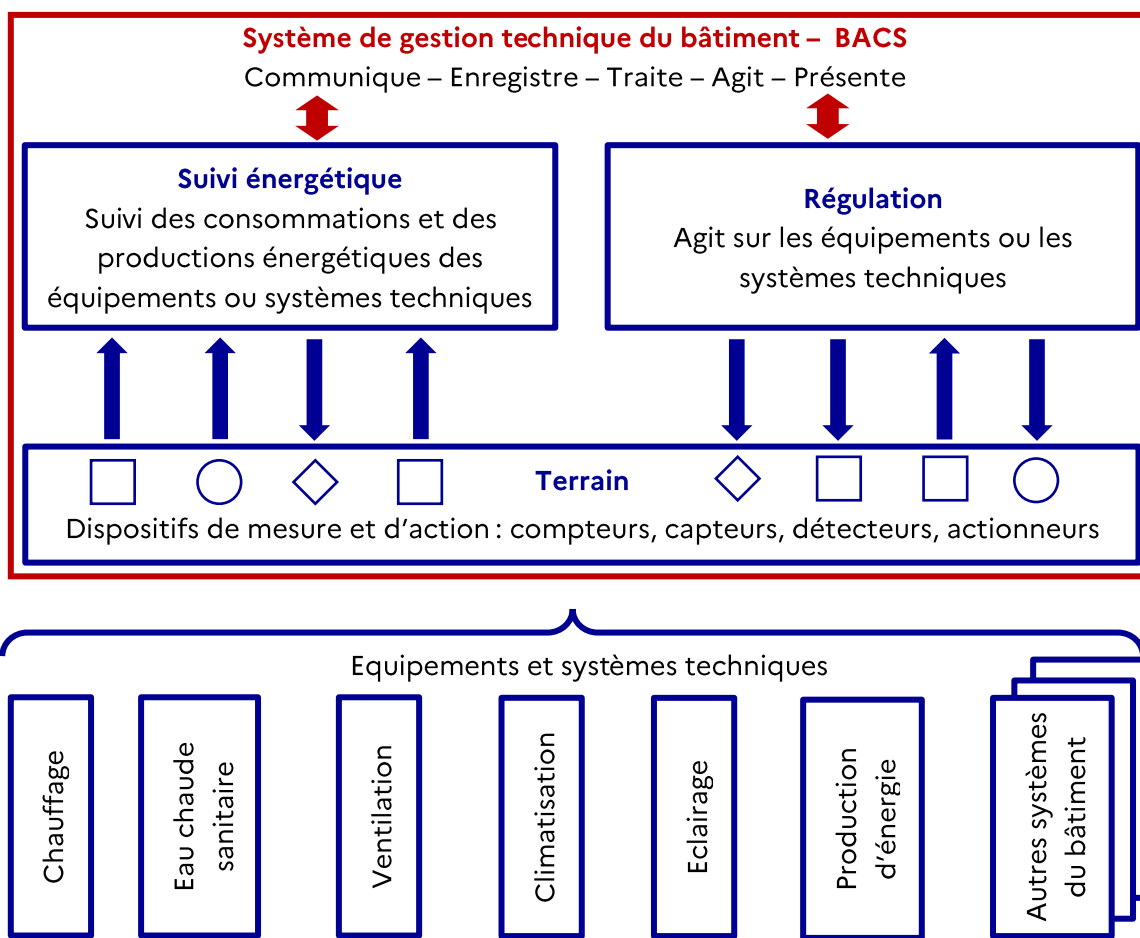 Système de gestion technique du bâtiment – BACS
Communique – Enregistre – Traite – Agit – Présente
Suivi énergétique
Suivi des consommations et des
productions énergétiques des
équipements ou systèmes techniques
Régulation
Agit sur les équipements ou les
systèmes techniques
Terrain
Dispositifs de mesure et d’action : compteurs, capteurs, détecteurs, actionneurs
Equipements et systèmes techniques
Chauffage
Eau chaude
sanitaire
Ventilation
Climatisation
Eclairage
Production
d’énergie
Autres systèmes
du bâtiment